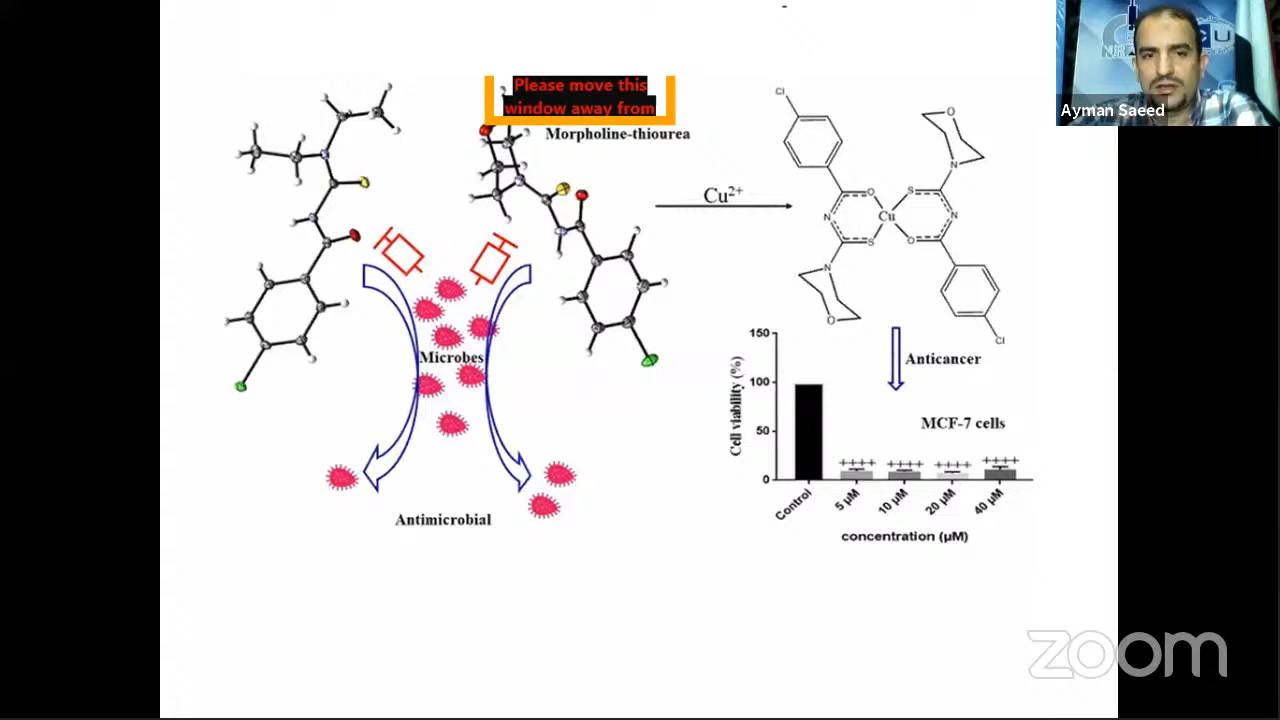 Please move this
window away from
Ayman Saeed
Morpholine-thiourea
Cu²⁺
Cl
O
N
O
S
N
Cu
N
S
O
N
O
Cl
Microbes
Antimicrobial
Anticancer
MCF-7 cells
Cell viability (%)
150
100
50
0
++++
++++
++++
++++
Control
5 µM
10 µM
20 µM
40 µM
concentration (µM)
zoom